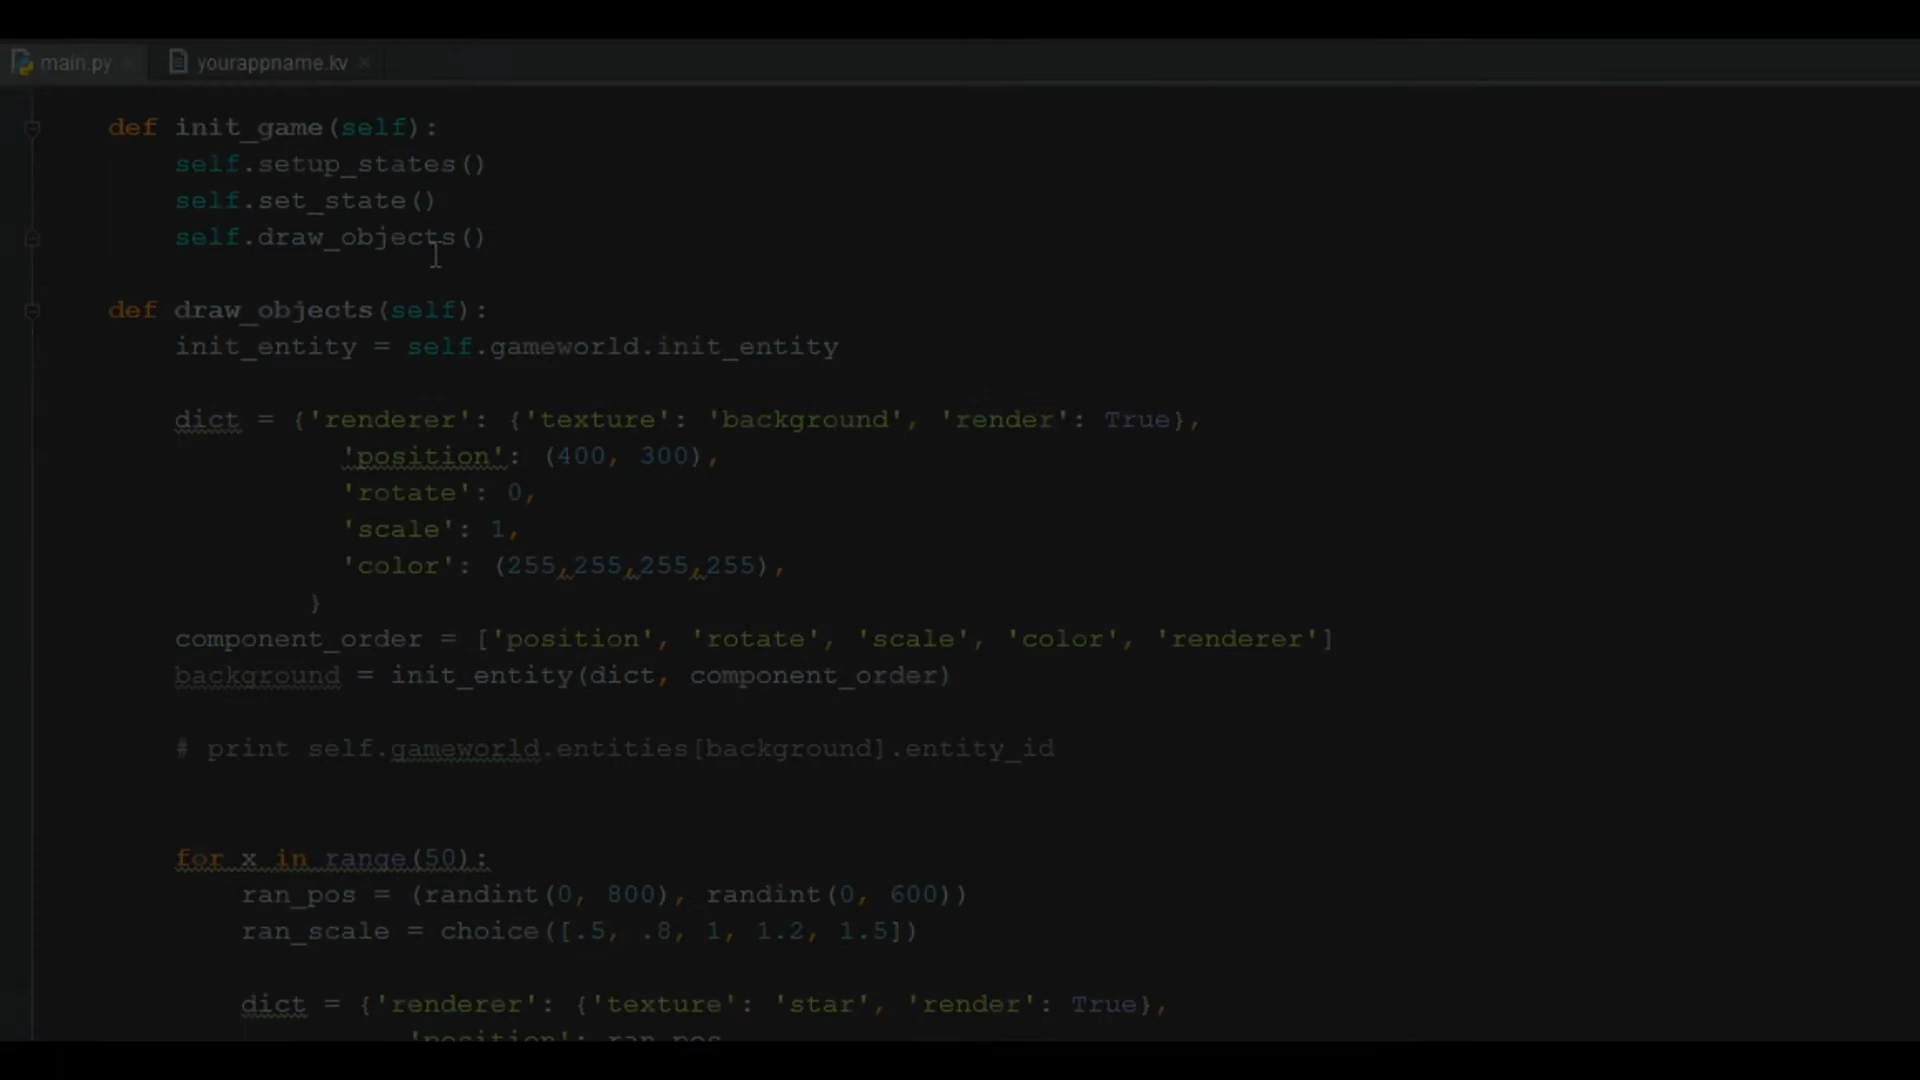 main.py
yourappname.kv
def init_game(self):
self.setup_states()
self.set_state()
self.draw_objects()
def draw_objects(self):
init_entity = self.gameworld.init_entity
dict = {'renderer': {'texture': 'background', 'render': True},
'position': (400, 300),
'rotate': 0,
'scale': 1,
'color': (255,255,255,255),
}
component_order = ['position', 'rotate', 'scale', 'color', 'renderer']
background = init_entity(dict, component_order)
# print self.gameworld.entities[background].entity_id
for x in range(50):
ran_pos = (randint(0, 800), randint(0, 600))
ran_scale = choice([.5, .8, 1, 1.2, 1.5])
dict = {'renderer': {'texture': 'star', 'render': True},
'position': ran_pos